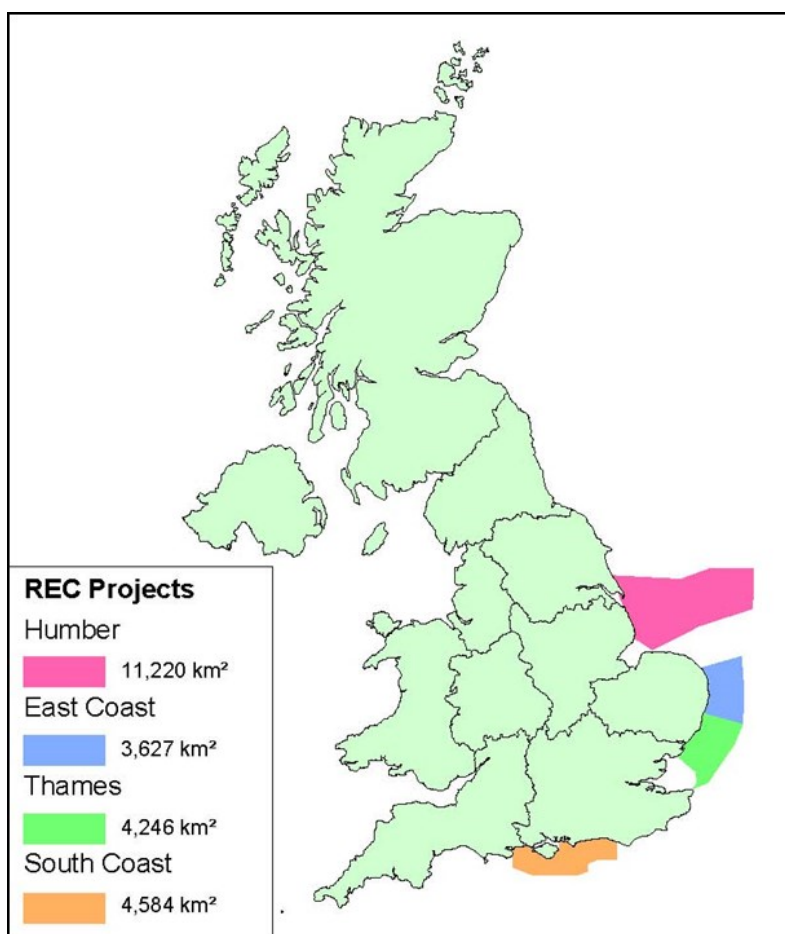 REC Projects
Humber
11,220 km²
East Coast
3,627 km²
Thames
4,246 km²
South Coast
4,584 km²